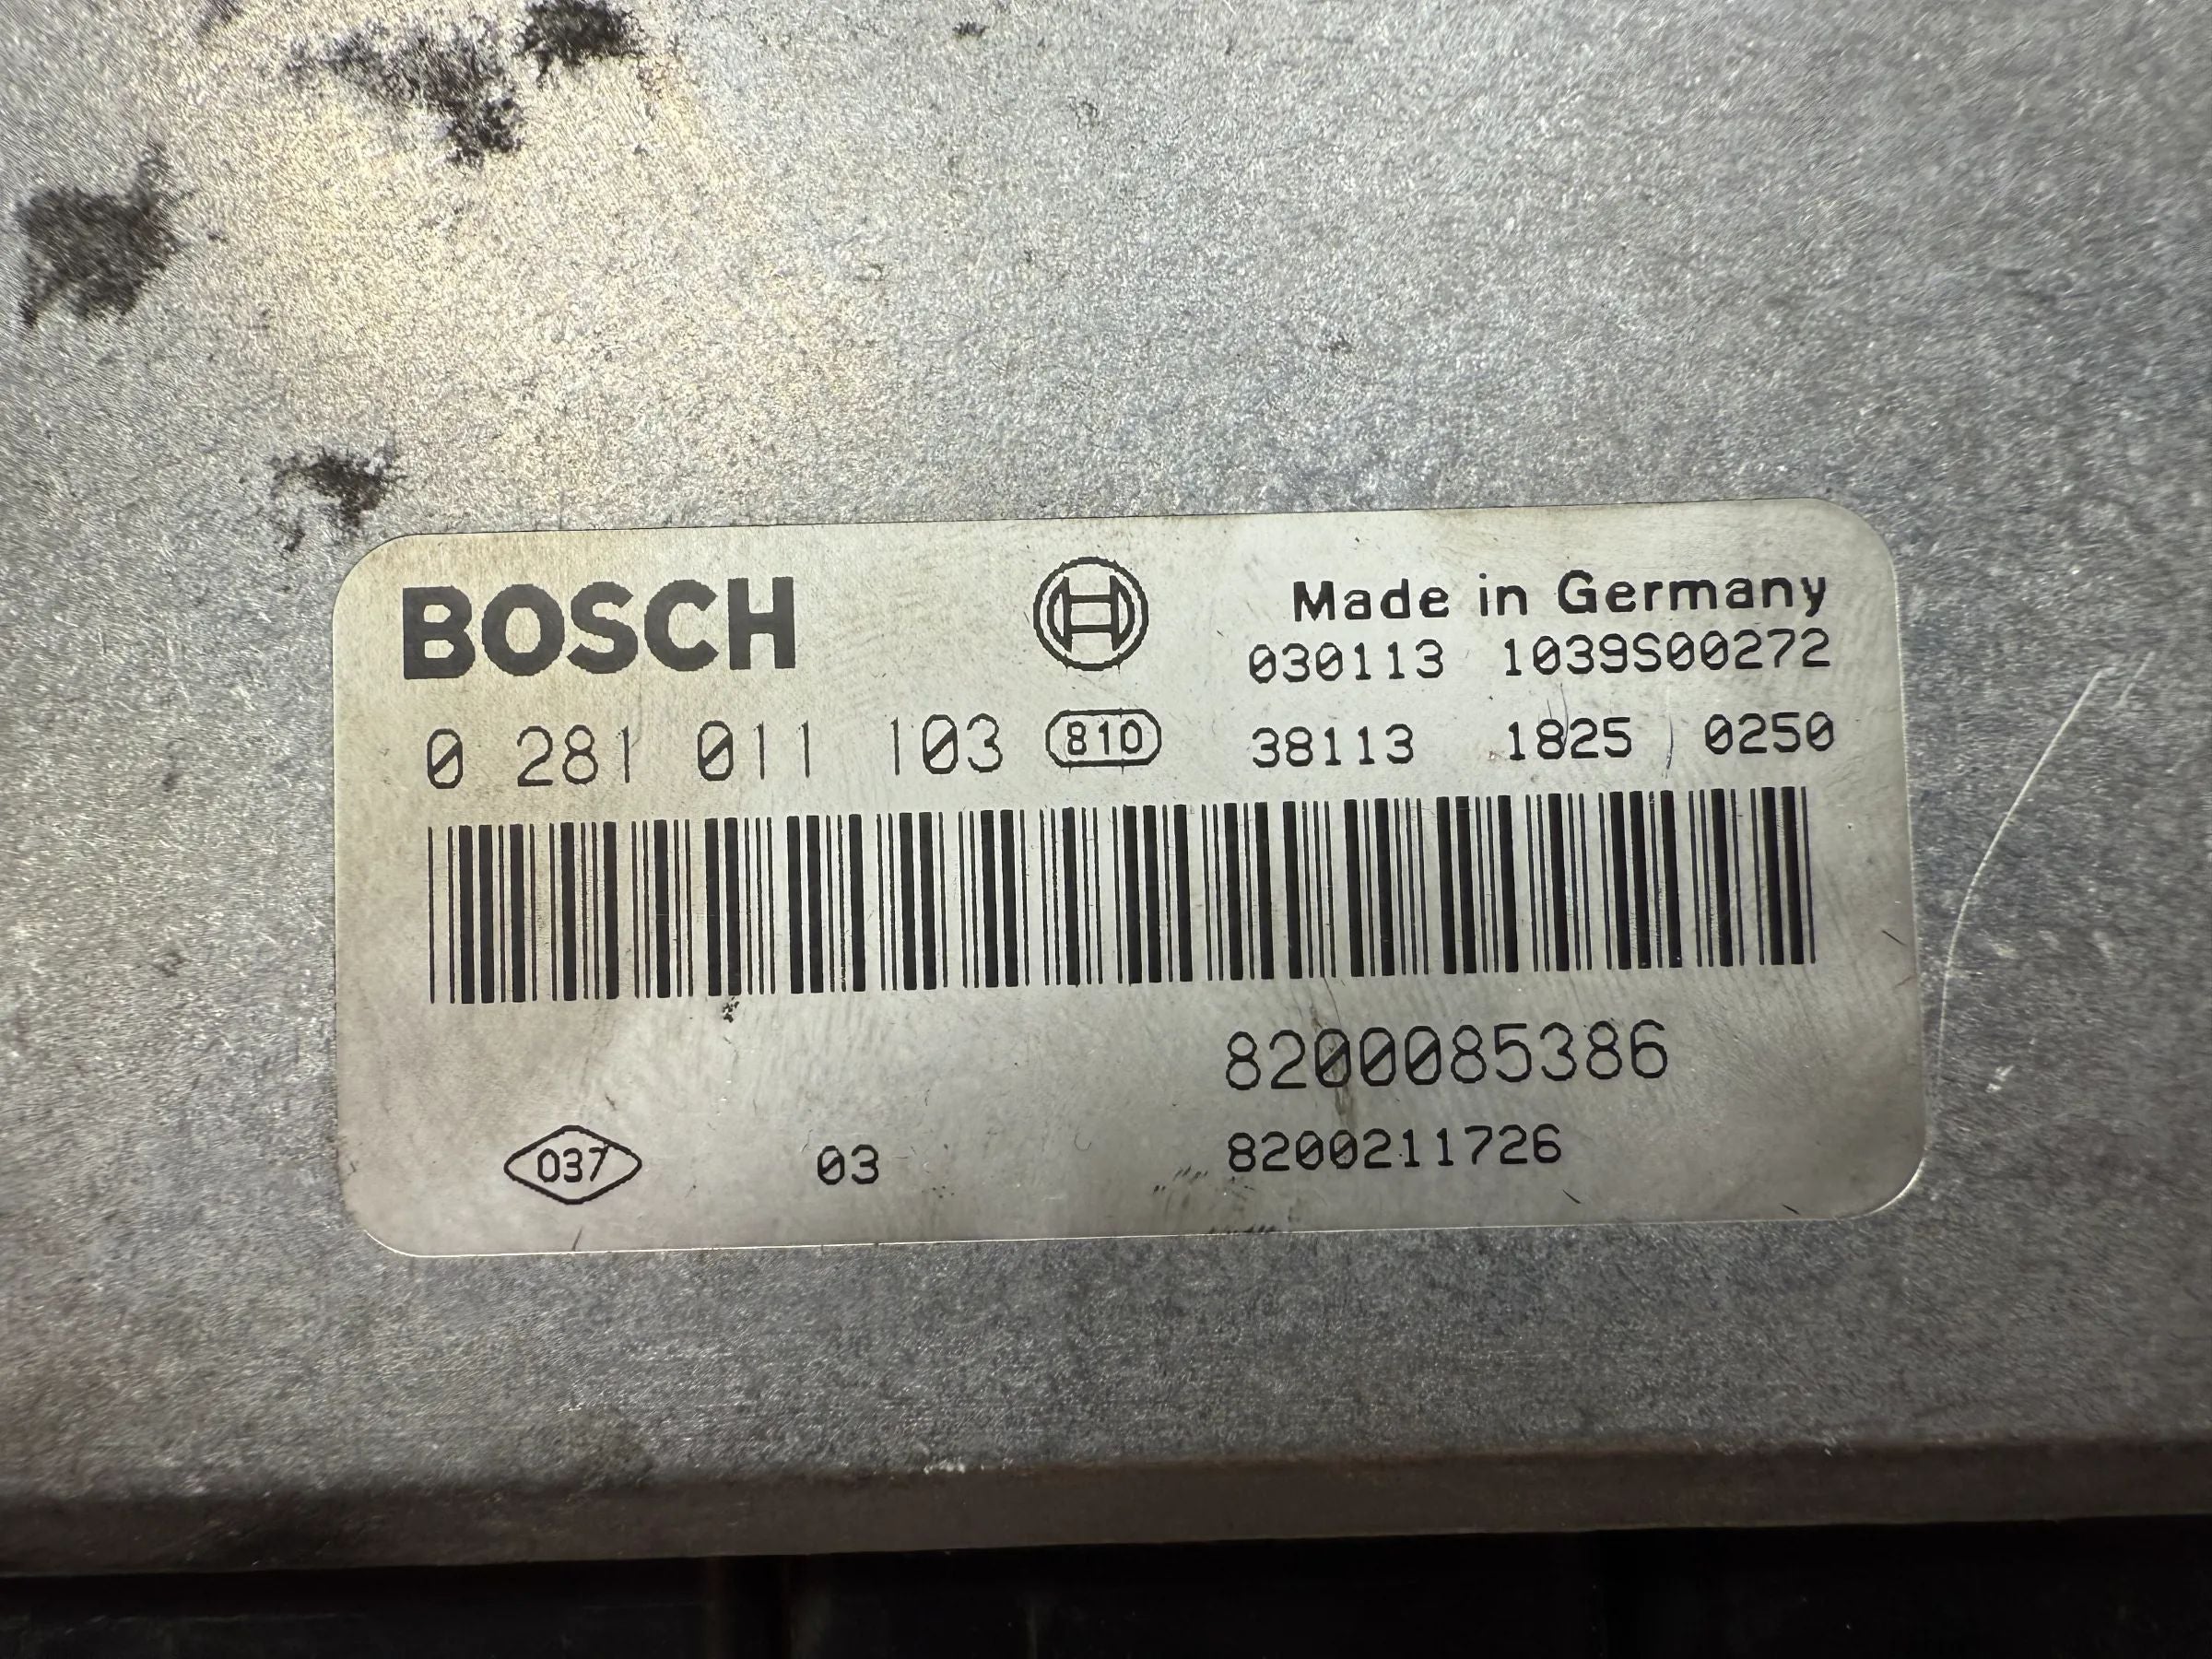 BOSCH
Made in Germany
030113 1039S00272
0 281 011 103 810 38113 1825 0250
8200085386
037 03 8200211726